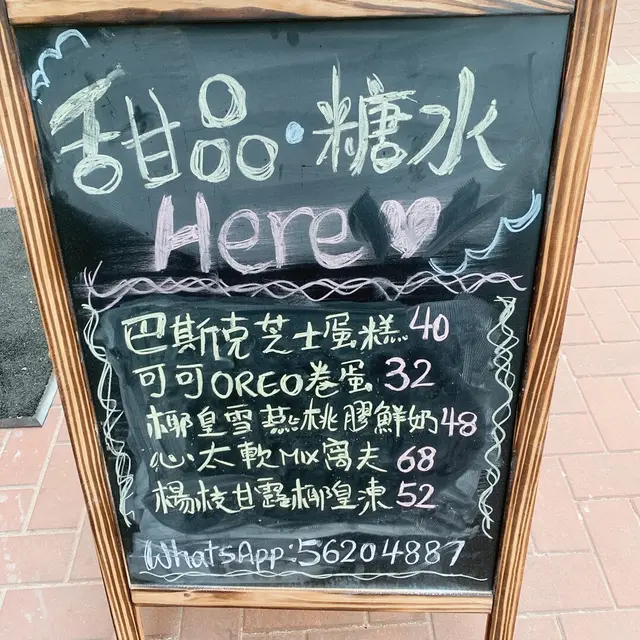 甜品·糖水
Here
巴斯克芝士蛋糕 40
可可OREO卷蛋 32
椰皇雪燕桃膠鮮奶 48
心太軟MIX窩夫 68
楊枝甘露椰皇凍 52
WhatsApp:56204887